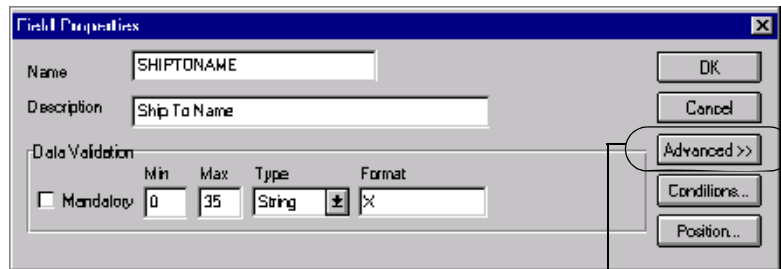 Field Properties
Name SHIPTONAME
Description Ship To Name
Data Validation
Min Max Type Format
Mandatory 0 35 String X
OK
Cancel
Advanced >>
Conditions...
Position...